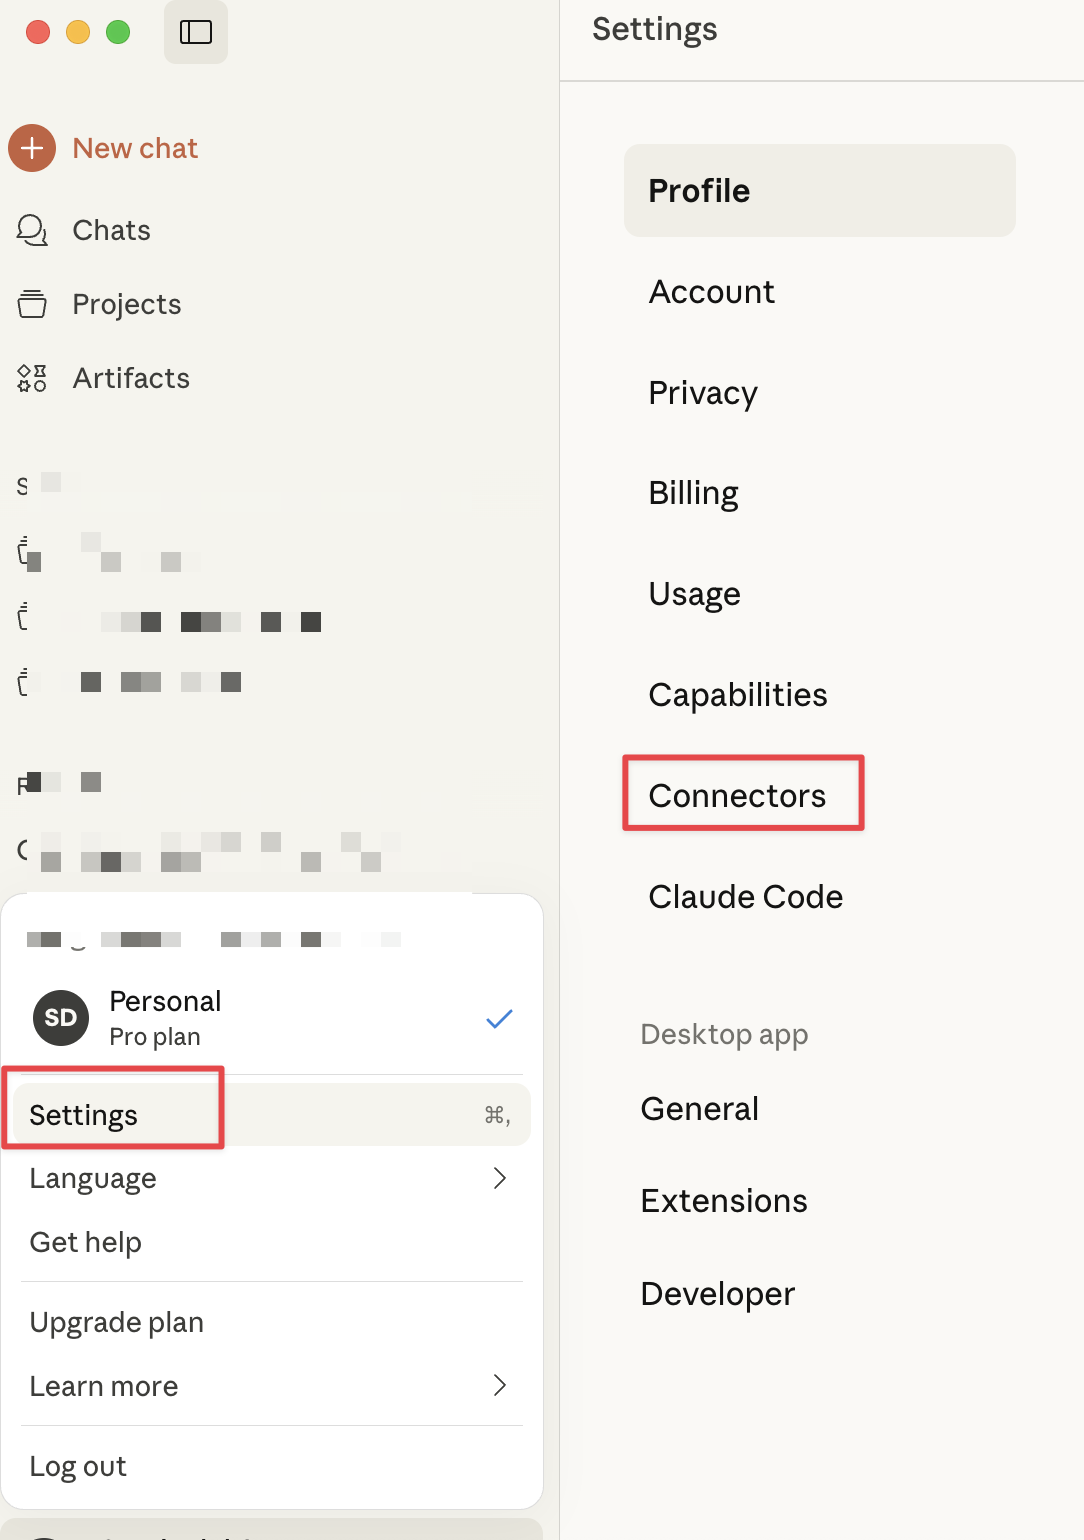 Settings
New chat
Chats
Projects
Artifacts
Personal
SD
Pro plan
Settings ⌘,
Language
Get help
Upgrade plan
Learn more
Log out
Profile
Account
Privacy
Billing
Usage
Capabilities
Connectors
Claude Code
Desktop app
General
Extensions
Developer